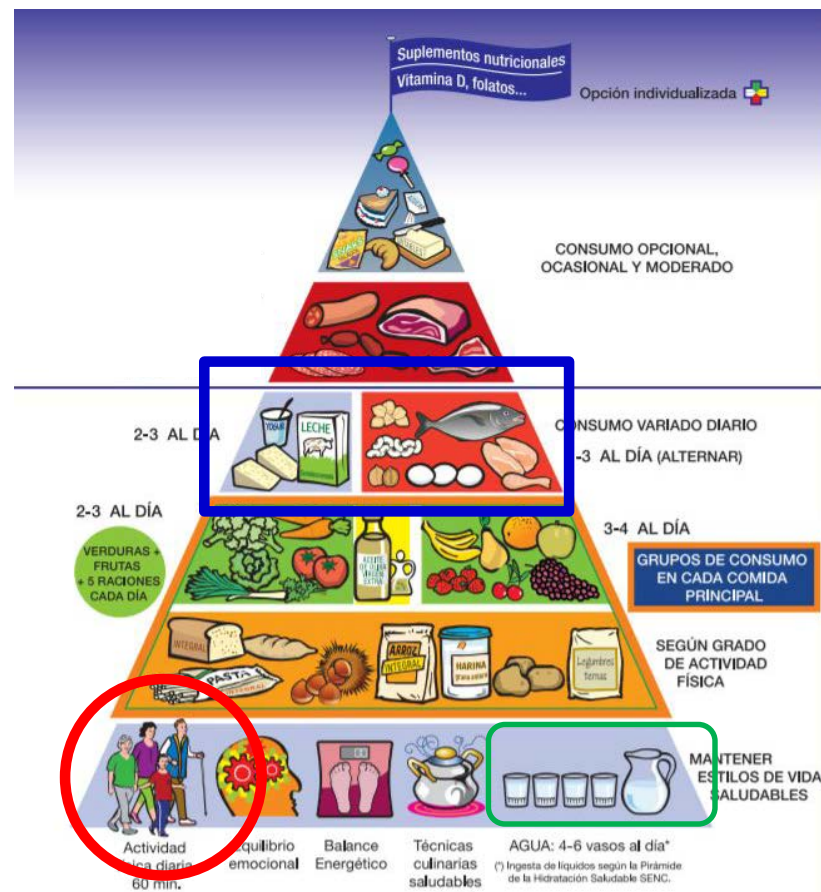 Suplementos nutricionales
Vitamina D, folatos...
Opción individualizada
CONSUMO OPCIONAL,
OCASIONAL Y MODERADO
2-3 AL DÍA
YOGUR
LECHE
CONSUMO VARIADO DIARIO
-3 AL DÍA (ALTERNAR)
2-3 AL DÍA
VERDURAS +
FRUTAS
+ 5 RACIONES
CADA DÍA
ACEITE
DE OLIVA
VIRGEN
EXTRA
3-4 AL DÍA
GRUPOS DE CONSUMO
EN CADA COMIDA
PRINCIPAL
INTEGRAL
PASTA
INTEGRAL
ARROZ
INTEGRAL
HARINA
Legumbres
tiernas
SEGÚN GRADO
DE ACTIVIDAD
FÍSICA
MANTENER
ESTILOS DE VIDA
SALUDABLES
Actividad
física diaria
60 min.
Equilibrio
emocional
Balance
Energético
Técnicas
culinarias
saludables
AGUA: 4-6 vasos al día*
(*) Ingesta de líquidos según la Pirámide
de la Hidratación Saludable SENC.